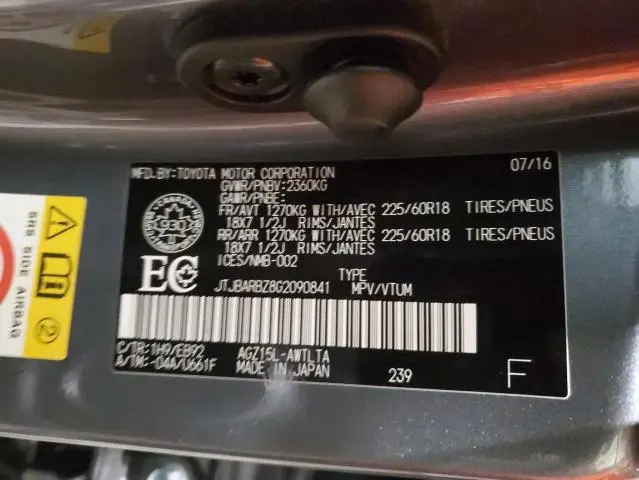 MFD.BY:TOYOTA MOTOR CORPORATION 07/16
GVWR/PNBV:2360KG
GAWR/PNBE:
FR/AVT 1270KG WITH/AVEC 225/60R18 TIRES/PNEUS
18X7 1/2J RIMS/JANTES
RR/ARR 1270KG WITH/AVEC 225/60R18 TIRES/PNEUS
18X7 1/2J RIMS/JANTES
ICES/NMB-002
930
EC
TYPE
JTJBARBZ8G2090841 MPV/VTUM
C/TR:1H9/EB92 AGZ15L-AWTLTA
A/TM:-04A/U661F MADE IN JAPAN 239 F
SRS SIDE AIRBAG
2